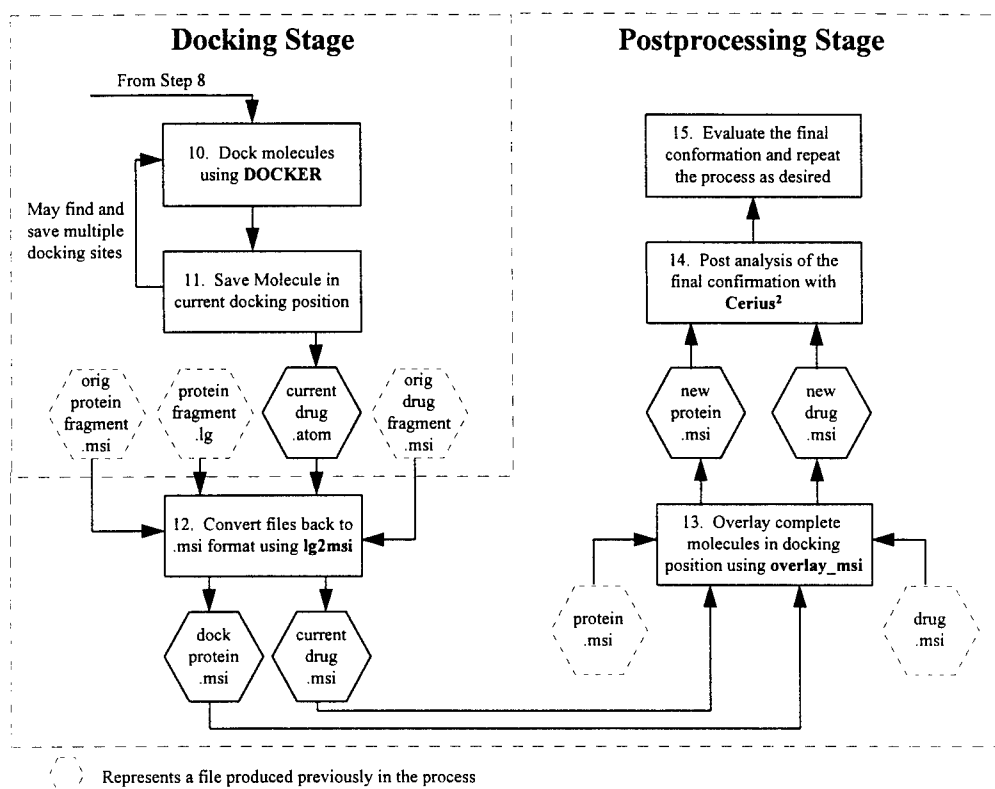 Docking Stage
From Step 8
10. Dock molecules
using DOCKER
May find and
save multiple
docking sites
11. Save Molecule in
current docking position
orig
protein
fragment
.msi
protein
fragment
.lg
current
drug
.atom
orig
drug
fragment
.msi
12. Convert files back to
.msi format using lg2msi
dock
protein
.msi
current
drug
.msi
Postprocessing Stage
15. Evaluate the final
conformation and repeat
the process as desired
14. Post analysis of the
final confirmation with
Cerius²
new
protein
.msi
new
drug
.msi
13. Overlay complete
molecules in docking
position using overlay_msi
protein
.msi
drug
.msi
Represents a file produced previously in the process